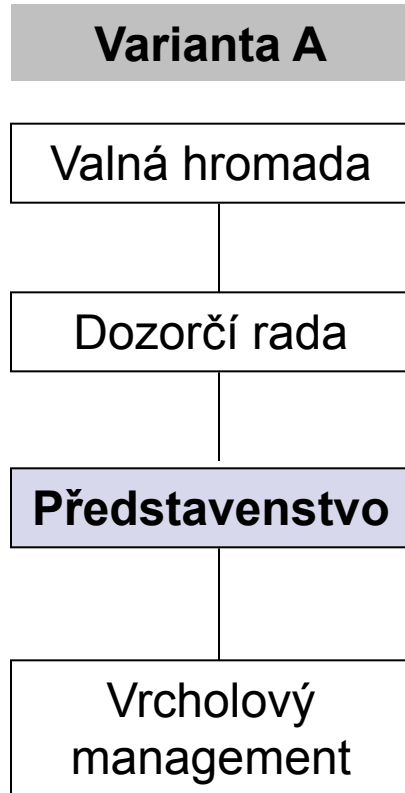 Varianta A
Valná hromada
Dozorčí rada
Představenstvo
Vrcholový
management